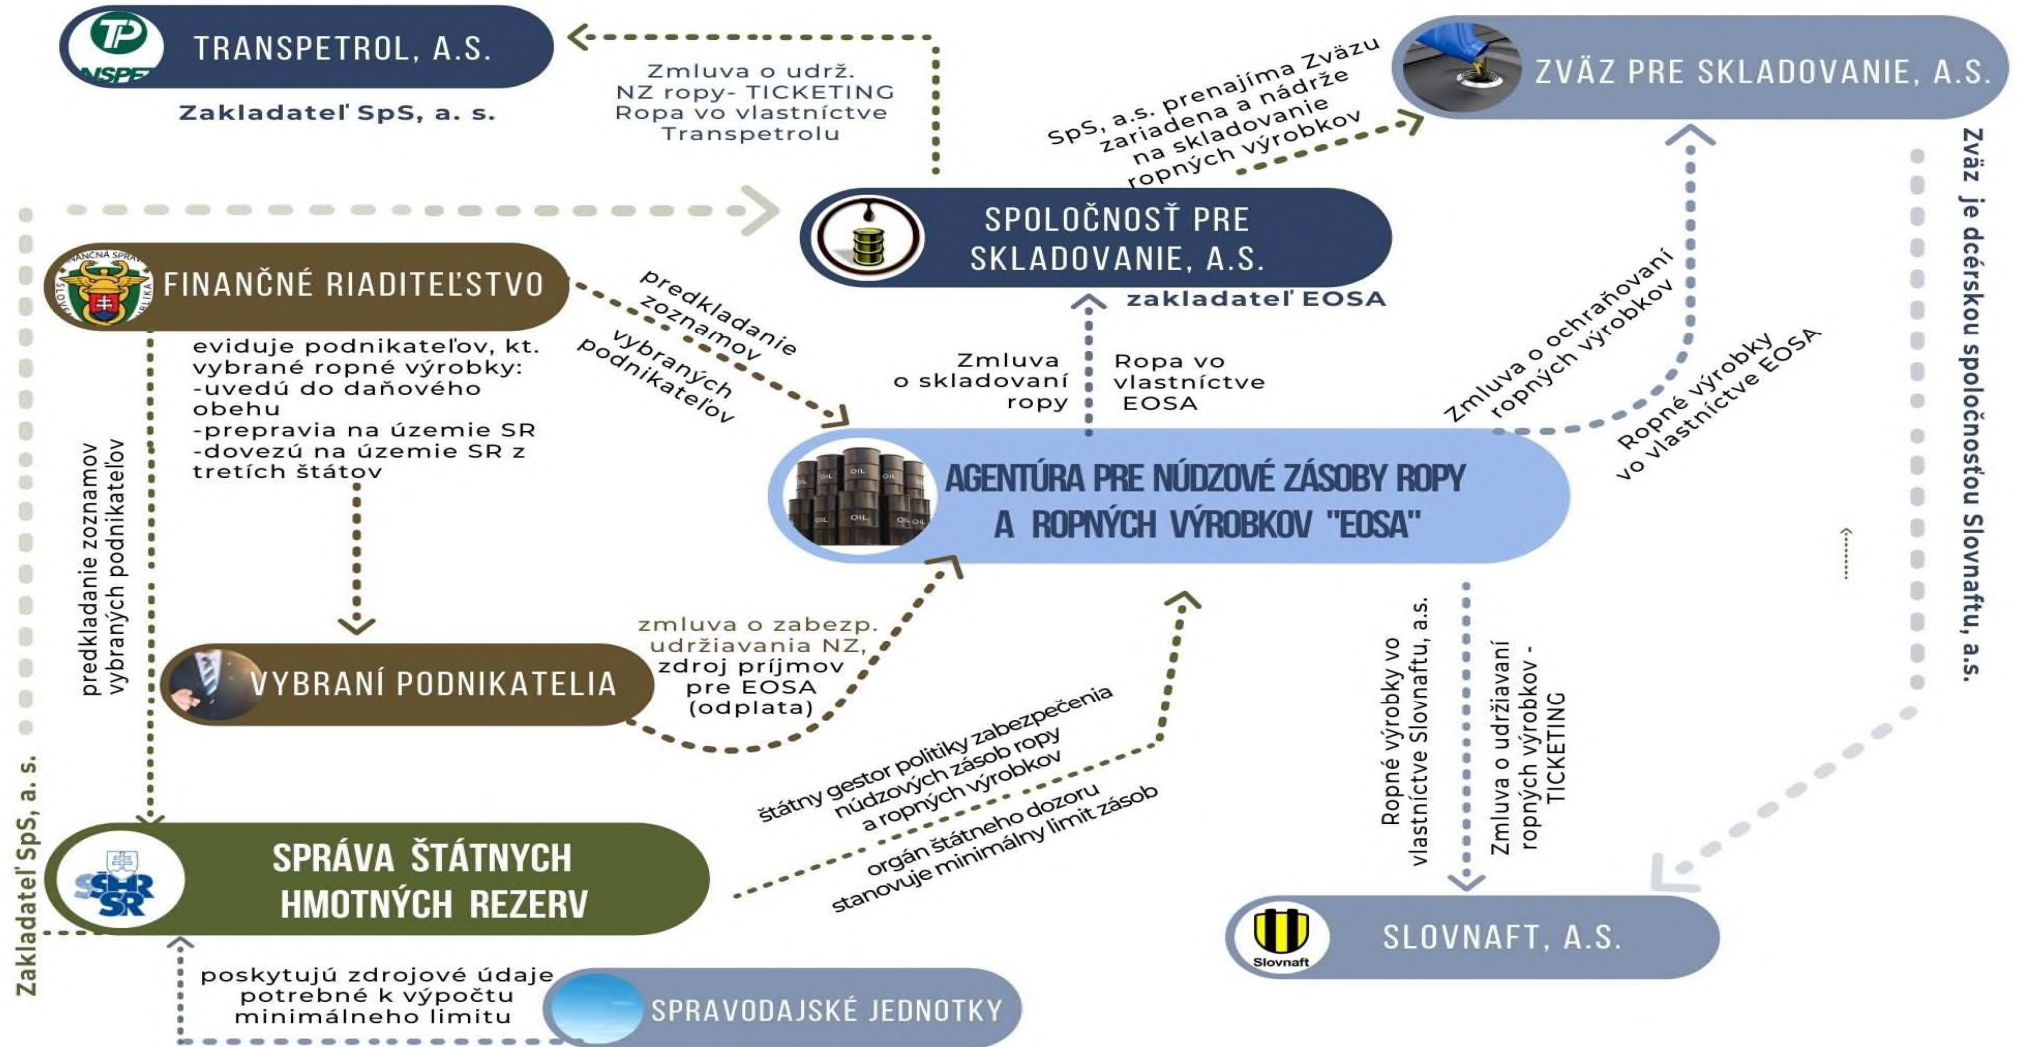 TRANSPETROL, A.S.
Zakladateľ SpS, a. s.
Zmluva o udrž.
NZ ropy- TICKETING
Ropa vo vlastníctve
Transpetrolu
SpS, a.s. prenajíma Zväzu
zariadena a nádrže
na skladovanie
ropných výrobkov
ZVÄZ PRE SKLADOVANIE, A.S.
Zväz je dcérskou spoločnosťou Slovnaftu, a.s.
SPOLOČNOSŤ PRE
SKLADOVANIE, A.S.
zakladateľ EOSA
FINANČNÉ RIADITEĽSTVO
eviduje podnikateľov, kt.
vybrané ropné výrobky:
-uvedú do daňového
obehu
-prepravia na územie SR
-dovezú na územie SR z
tretích štátov
predkladanie
zoznamov
vybraných
podnikateľov
Zmluva
o skladovaní
ropy
Ropa vo
vlastníctve
EOSA
Zmluva o ochraňovaní
ropných výrobkov
Ropné výrobky
vo vlastníctve EOSA
AGENTÚRA PRE NÚDZOVÉ ZÁSOBY ROPY
A ROPNÝCH VÝROBKOV "EOSA"
predkladanie zoznamov
vybraných podnikateľov
VYBRANÍ PODNIKATELIA
zmluva o zabezp.
udržiavania NZ,
zdroj príjmov
pre EOSA
(odplata)
štátny gestor politiky zabezpečenia
núdzových zásob ropy
a ropných výrobkov
orgán štátneho dozoru
stanovuje minimálny limit zásob
Ropné výrobky vo
vlastníctve Slovnaftu, a.s.
Zmluva o udržiavaní
ropných výrobkov -
TICKETING
Zakladateľ SpS, a. s.
SPRÁVA ŠTÁTNYCH
HMOTNÝCH REZERV
SLOVNAFT, A.S.
Slovnaft
poskytujú zdrojové údaje
potrebné k výpočtu
minimálneho limitu
SPRAVODAJSKÉ JEDNOTKY